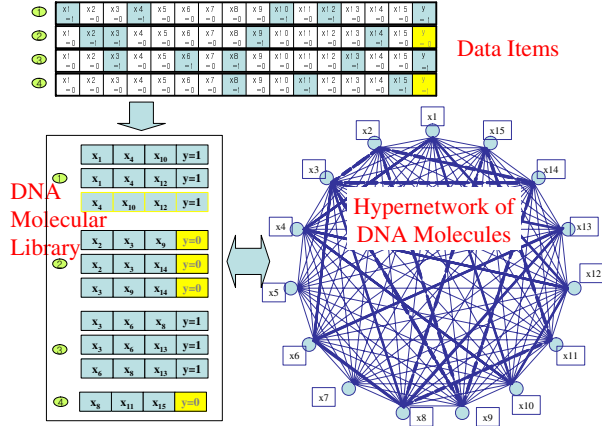 ① x1 x2 x3 x4 x5 x6 x7 x8 x9 x10 x11 x12 x13 x14 x15 y
=1 =0 =0 =1 =0 =0 =0 =0 =0 =1 =0 =1 =0 =0 =0 =1
② x1 x2 x3 x4 x5 x6 x7 x8 x9 x10 x11 x12 x13 x14 x15 y
=0 =1 =1 =0 =0 =0 =0 =0 =1 =0 =0 =0 =0 =1 =0 =0
③ x1 x2 x3 x4 x5 x6 x7 x8 x9 x10 x11 x12 x13 x14 x15 y
=0 =0 =1 =0 =0 =1 =0 =1 =0 =0 =0 =0 =1 =0 =0 =1
④ x1 x2 x3 x4 x5 x6 x7 x8 x9 x10 x11 x12 x13 x14 x15 y
=0 =0 =0 =0 =0 =0 =0 =1 =0 =0 =1 =0 =0 =0 =1
Data Items
DNA
Molecular
Library
①
x₁ x₄ x₁₀ y=1
x₁ x₄ x₁₂ y=1
x₄ x₁₀ x₁₂ y=1
②
x₂ x₃ x₉ y=0
x₂ x₃ x₁₄ y=0
x₃ x₉ x₁₄ y=0
③
x₃ x₆ x₈ y=1
x₃ x₆ x₁₃ y=1
x₆ x₈ x₁₃ y=1
④
x₈ x₁₁ x₁₅ y=0
Hypernetwork of
DNA Molecules
x1
x2
x15
x3
x14
x4
x13
x5
x12
x6
x11
x7
x10
x8
x9